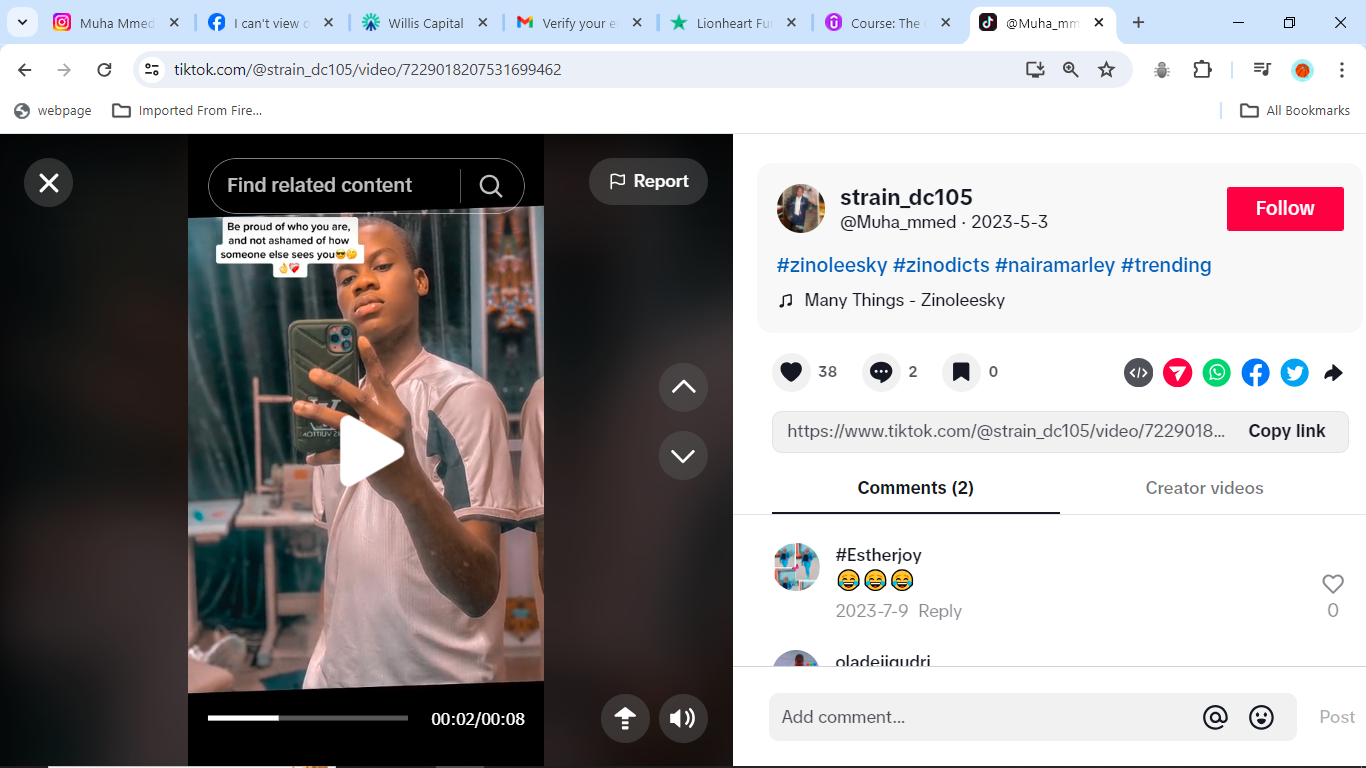 Muha Mmed
I can't view o
Willis Capital
Verify your e
Lionheart Fu
Course: The
@Muha_mm
tiktok.com/@strain_dc105/video/7229018207531699462
webpage
Imported From Fire...
All Bookmarks
Find related content
Report
Be proud of who you are,
and not ashamed of how
someone else sees you😎🤔
👌❤️‍🩹
00:02/00:08
strain_dc105
@Muha_mmed · 2023-5-3
Follow
#zinoleesky #zinodicts #nairamarley #trending
Many Things - Zinoleesky
38
2
0
https://www.tiktok.com/@strain_dc105/video/7229018...
Copy link
Comments (2)
Creator videos
#Estherjoy
😂😂😂
2023-7-9 Reply
0
oladejigudri
Add comment...
Post